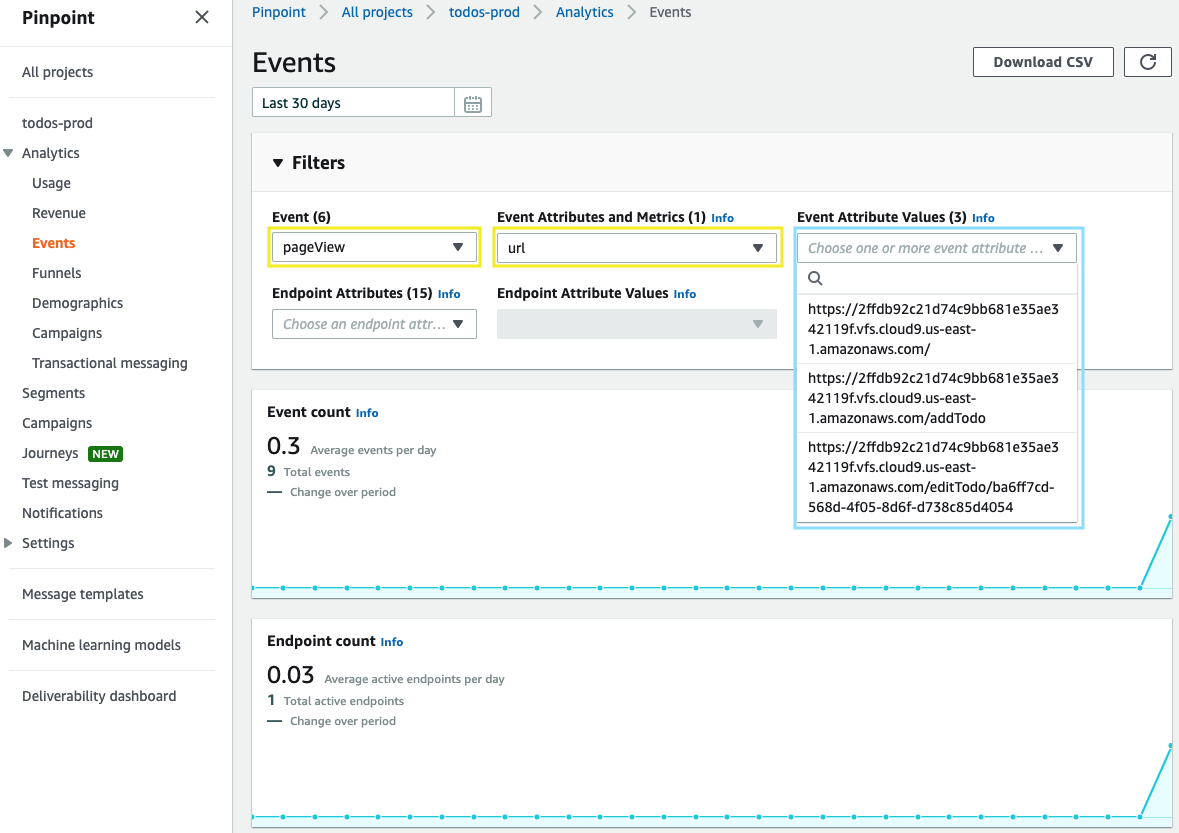 Pinpoint
All projects
todos-prod
Analytics
Usage
Revenue
Events
Funnels
Demographics
Campaigns
Transactional messaging
Segments
Campaigns
Journeys NEW
Test messaging
Notifications
Settings
Message templates
Machine learning models
Deliverability dashboard
Pinpoint All projects todos-prod Analytics Events
Events
Download CSV
Last 30 days
Filters
Event (6)
pageView
Event Attributes and Metrics (1) Info
url
Event Attribute Values (3) Info
Choose one or more event attribute …
https://2ffdb92c21d74c9bb681e35ae3
42119f.vfs.cloud9.us-east-
1.amazonaws.com/
https://2ffdb92c21d74c9bb681e35ae3
42119f.vfs.cloud9.us-east-
1.amazonaws.com/addTodo
https://2ffdb92c21d74c9bb681e35ae3
42119f.vfs.cloud9.us-east-
1.amazonaws.com/editTodo/ba6ff7cd-
568d-4f05-8d6f-d738c85d4054
Endpoint Attributes (15) Info
Choose an endpoint attr…
Endpoint Attribute Values Info
Event count Info
0.3 Average events per day
9 Total events
— Change over period
Endpoint count Info
0.03 Average active endpoints per day
1 Total active endpoints
— Change over period